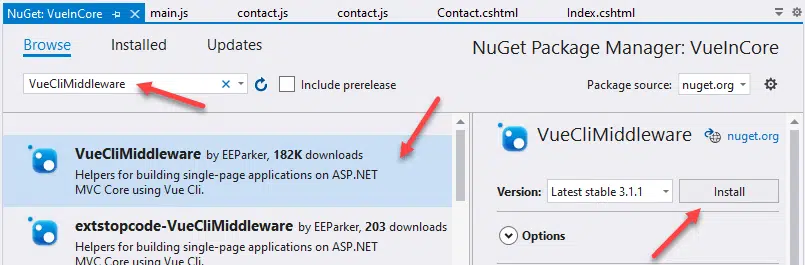 NuGet: VueInCore main.js contact.js contact.js Contact.cshtml Index.cshtml
Browse Installed Updates
NuGet Package Manager: VueInCore
VueCliMiddleware
Include prerelease
Package source: nuget.org
VueCliMiddleware by EEParker, 182K downloads
Helpers for building single-page applications on ASP.NET
MVC Core using Vue Cli.
extstopcode-VueCliMiddleware by EEParker, 203 downloads
Helpers for building single-page applications on ASP.NET
MVC Core using Vue Cli.
VueCliMiddleware nuget.org
Version: Latest stable 3.1.1 Install
Options